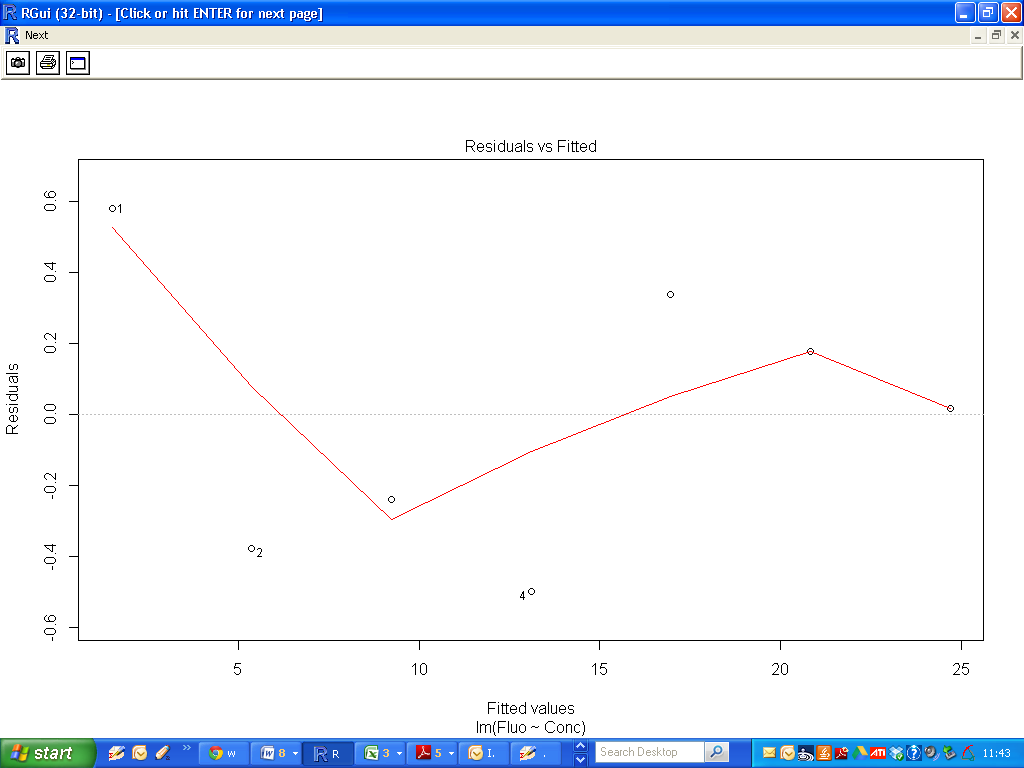 RGui (32-bit) - [Click or hit ENTER for next page]
R Next
Residuals vs Fitted
0.6
0.4
0.2
0.0
-0.2
-0.4
-0.6
Residuals
1
2
4
5 10 15 20 25
Fitted values
lm(Fluo ~ Conc)
start
w
8
R
3
5
I.
.
Search Desktop
ATI
11:43